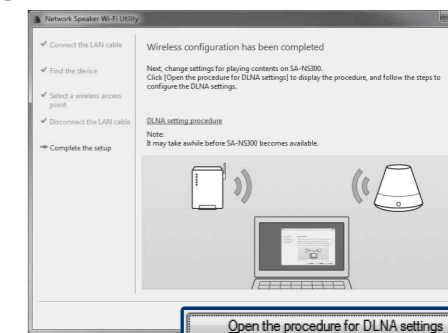 Network Speaker Wi-Fi Utility
✓ Connect the LAN cable
✓ Find the device
✓ Select a wireless access
point
✓ Disconnect the LAN cable
➔ Complete the setup
Wireless configuration has been completed
Next, change settings for playing contents on SA-NS300.
Click [Open the procedure for DLNA settings] to display the procedure, and follow the steps to
configure the DLNA settings.
DLNA setting procedure
Note:
It may take awhile before SA-NS300 becomes available.
Open the procedure for DLNA settings